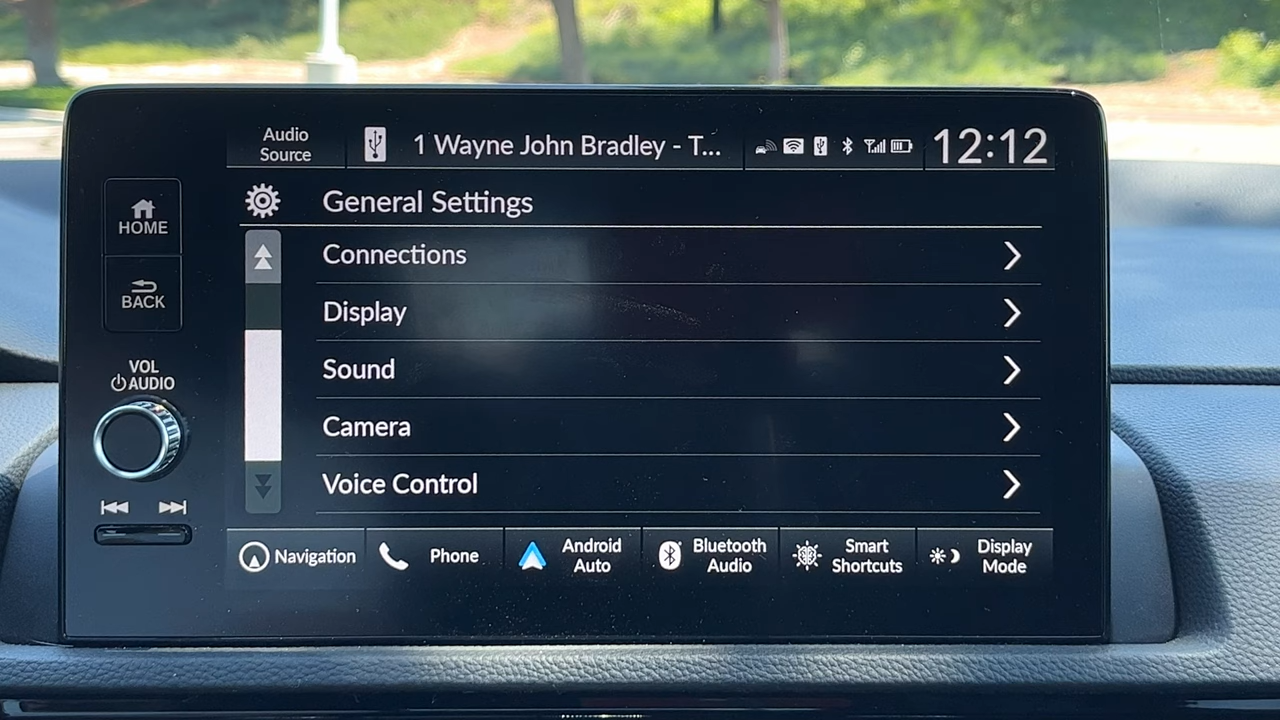 Audio
Source
1 Wayne John Bradley - T...
12:12
HOME
General Settings
Connections
BACK
Display
VOL
AUDIO
Sound
Camera
Voice Control
Navigation
Phone
Android
Auto
Bluetooth
Audio
Smart
Shortcuts
Display
Mode